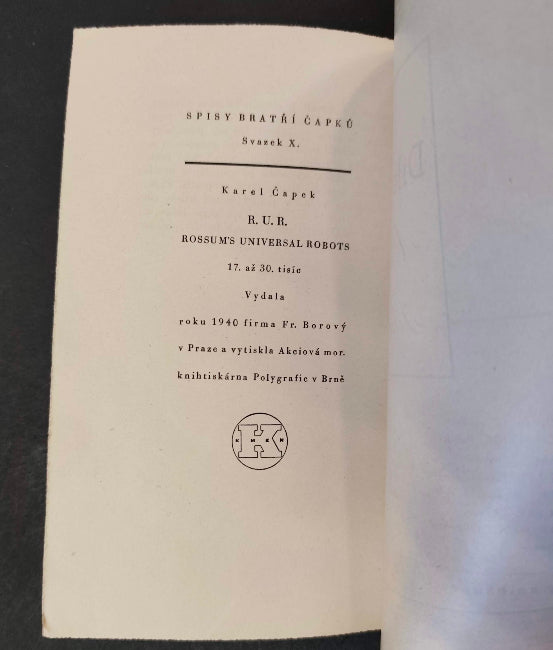 SPISY BRATŘÍ ČAPKŮ
Svazek X.
Karel Čapek
R. U. R.
ROSSUM'S UNIVERSAL ROBOTS
17. až 30. tisíc
Vydala
roku 1940 firma Fr. Borový
v Praze a vytiskla Akciová mor.
knihtiskárna Polygrafie v Brně
K